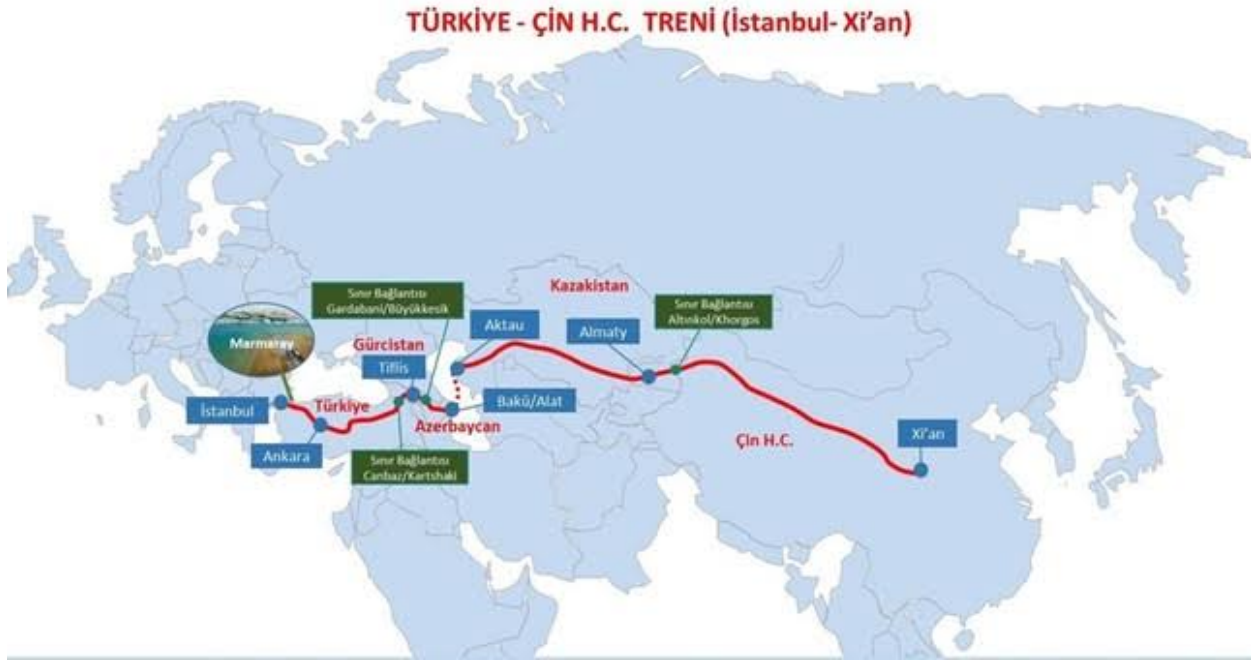 TÜRKİYE - ÇİN H.C. TRENİ (İstanbul- Xi'an)
Kazakistan
Sınır Bağlantısı
Gardabani/Büyükkesik
Sınır Bağlantısı
Altınkol/Khorgos
Marmaray
Gürcistan
Aktau
Almaty
Tiflis
İstanbul
Türkiye
Bakü/Alat
Azerbaycan
Ankara
Sınır Bağlantısı
Canbaz/Kartshaki
Çin H.C.
Xi'an